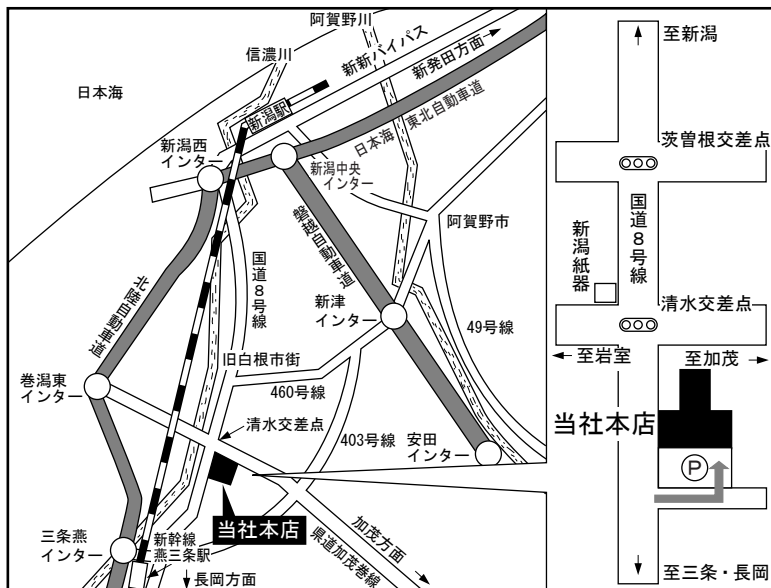 阿賀野川
信濃川
日本海
新新バイパス
新発田方面
新潟駅
日本海東北自動車道
新潟西
インター
新潟中央
インター
阿賀野市
磐越自動車道
国道8号線
北陸自動車道
新津
インター
49号線
旧白根市街
巻潟東
インター
460号線
清水交差点
403号線
安田
インター
当社本店
三条燕
インター
新幹線
燕三条駅
長岡方面
加茂方面
県道加茂巻線
至新潟
茨曽根交差点
国道8号線
新潟紙器
清水交差点
至岩室
至加茂
当社本店
P
至三条・長岡